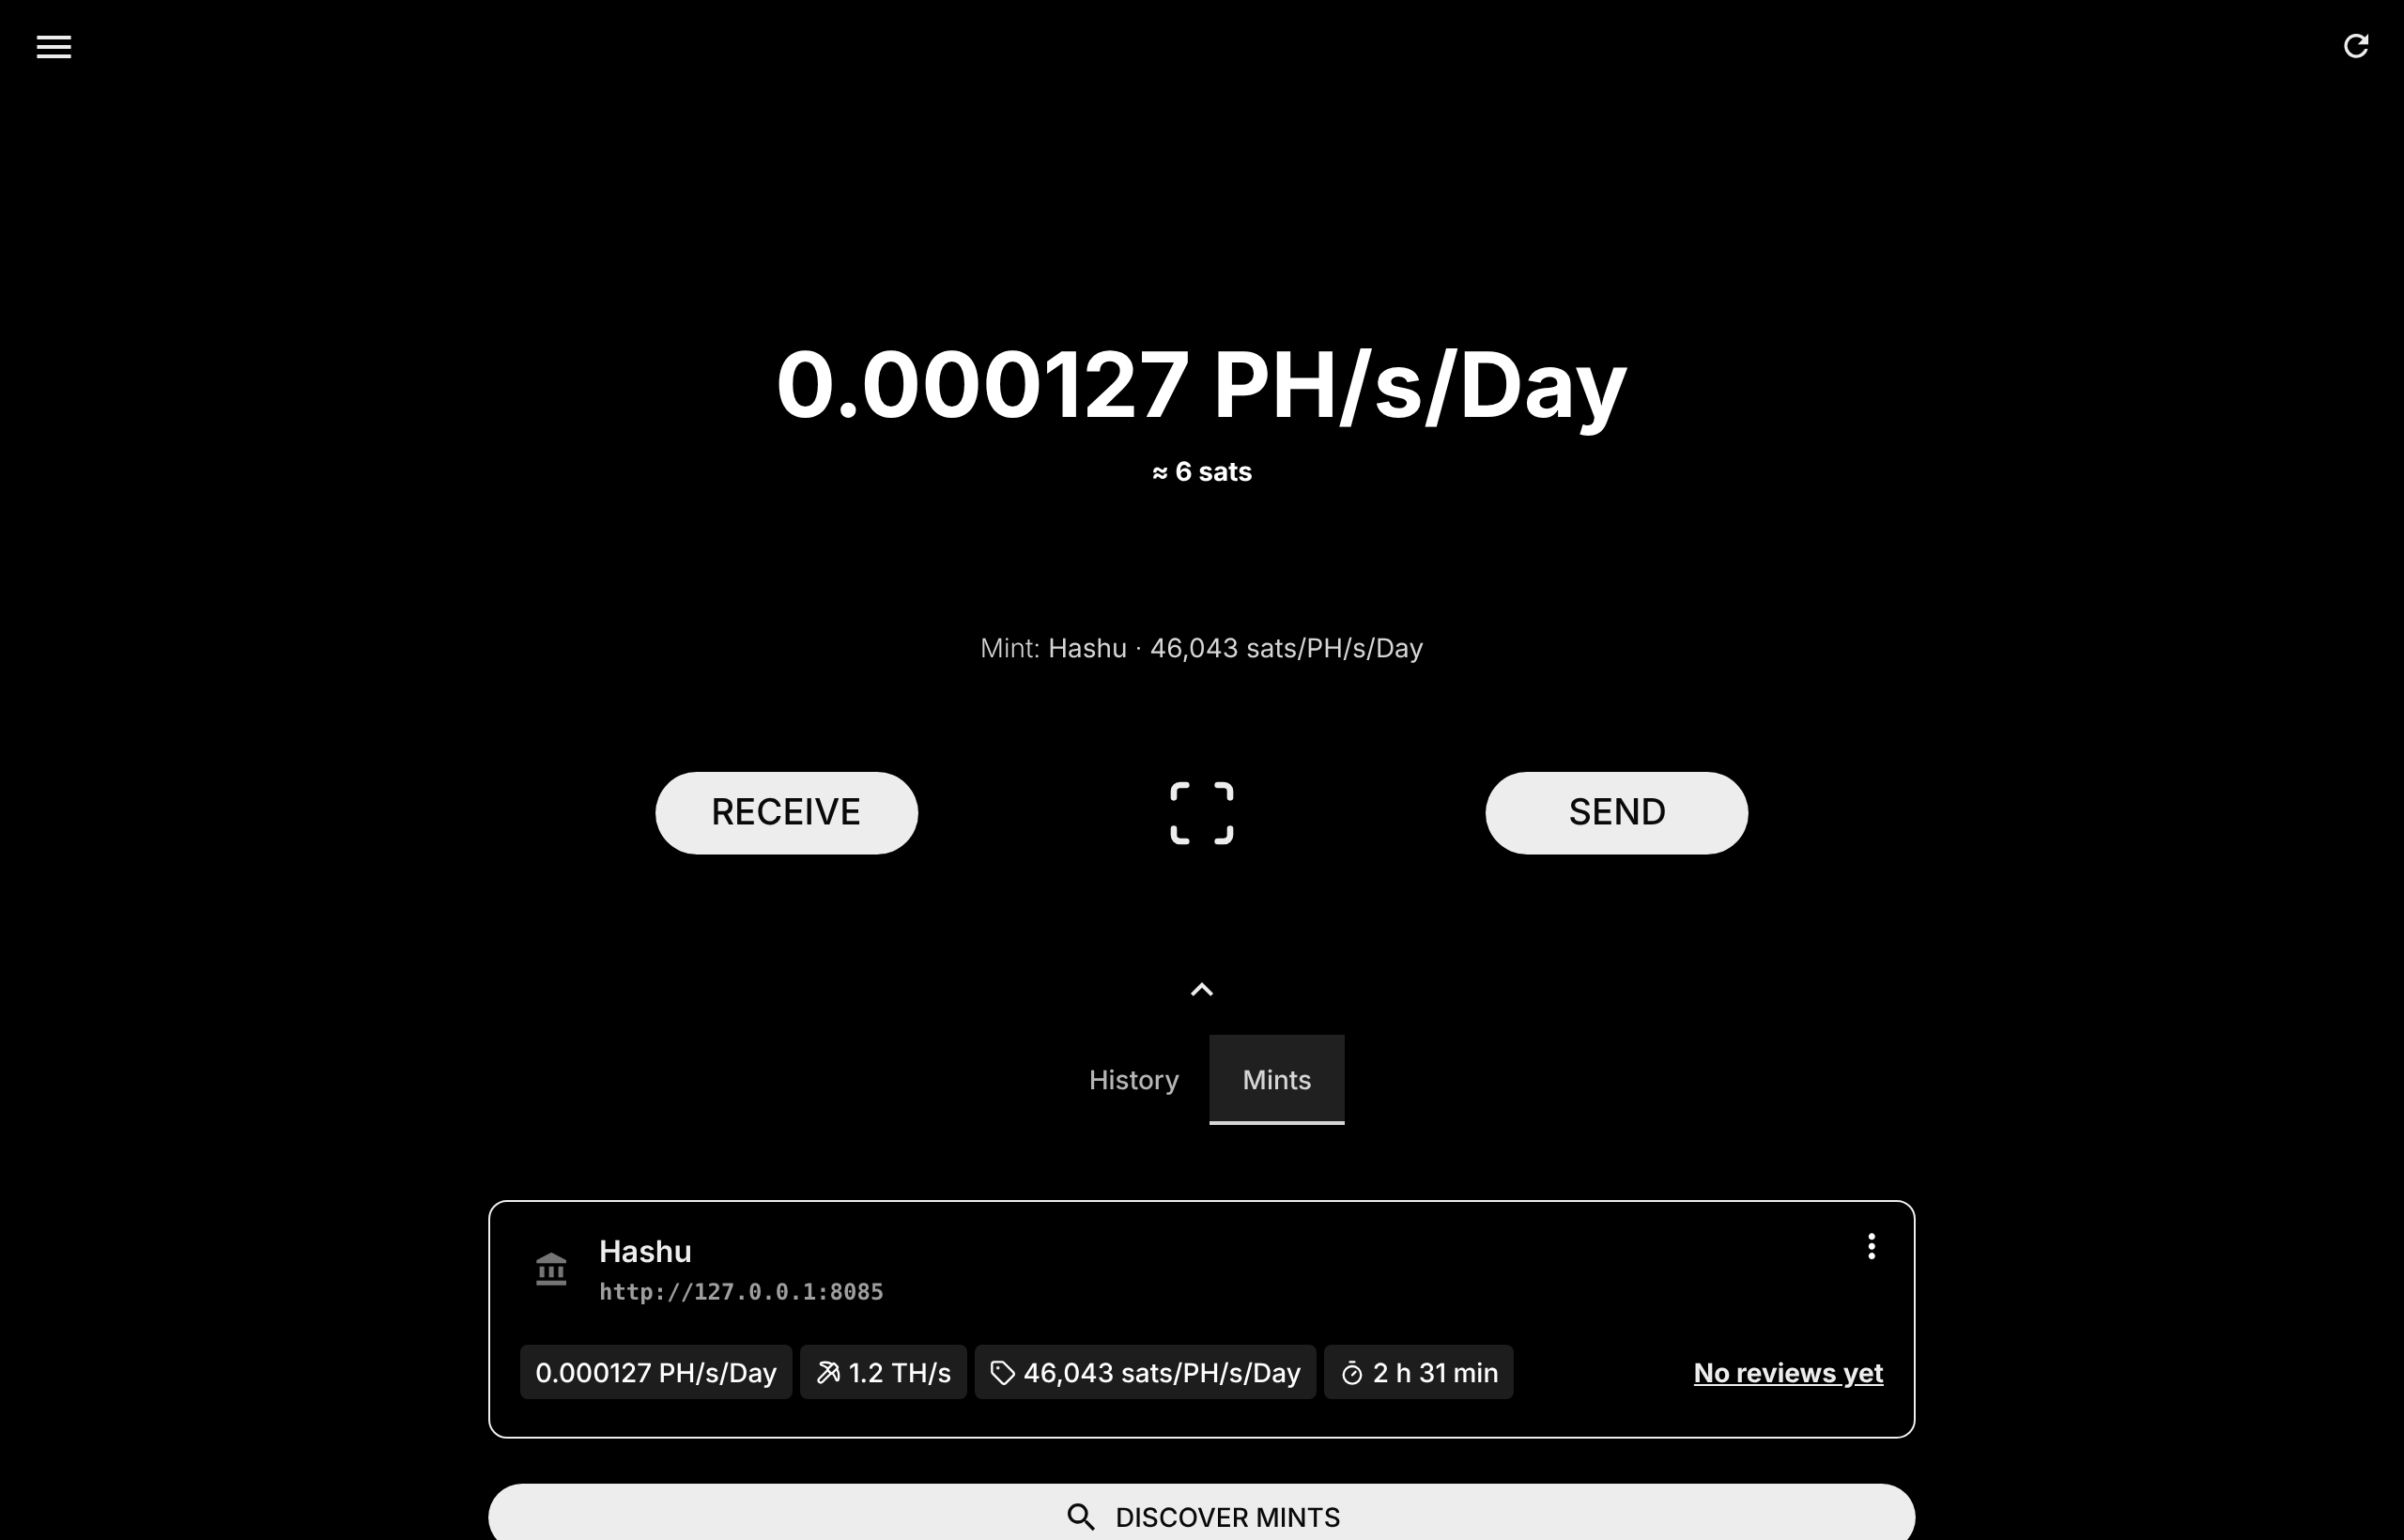 0.000127 PH/s/Day
≈ 6 sats
Mint: Hashu · 46,043 sats/PH/s/Day
RECEIVE
SEND
History
Mints
Hashu
http://127.0.0.1:8085
0.000127 PH/s/Day
1.2 TH/s
46,043 sats/PH/s/Day
2 h 31 min
No reviews yet
DISCOVER MINTS